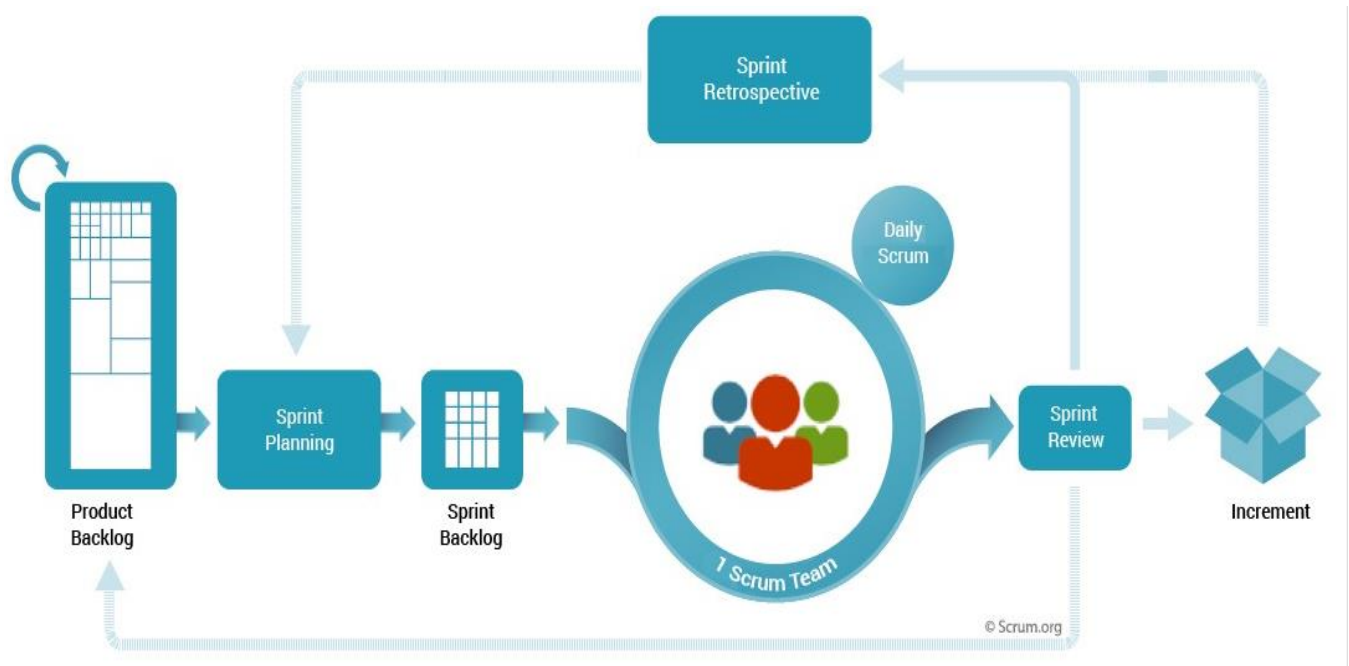 Sprint
Retrospective
Daily
Scrum
Sprint
Planning
Sprint
Review
Product
Backlog
Sprint
Backlog
1 Scrum Team
Increment
© Scrum.org